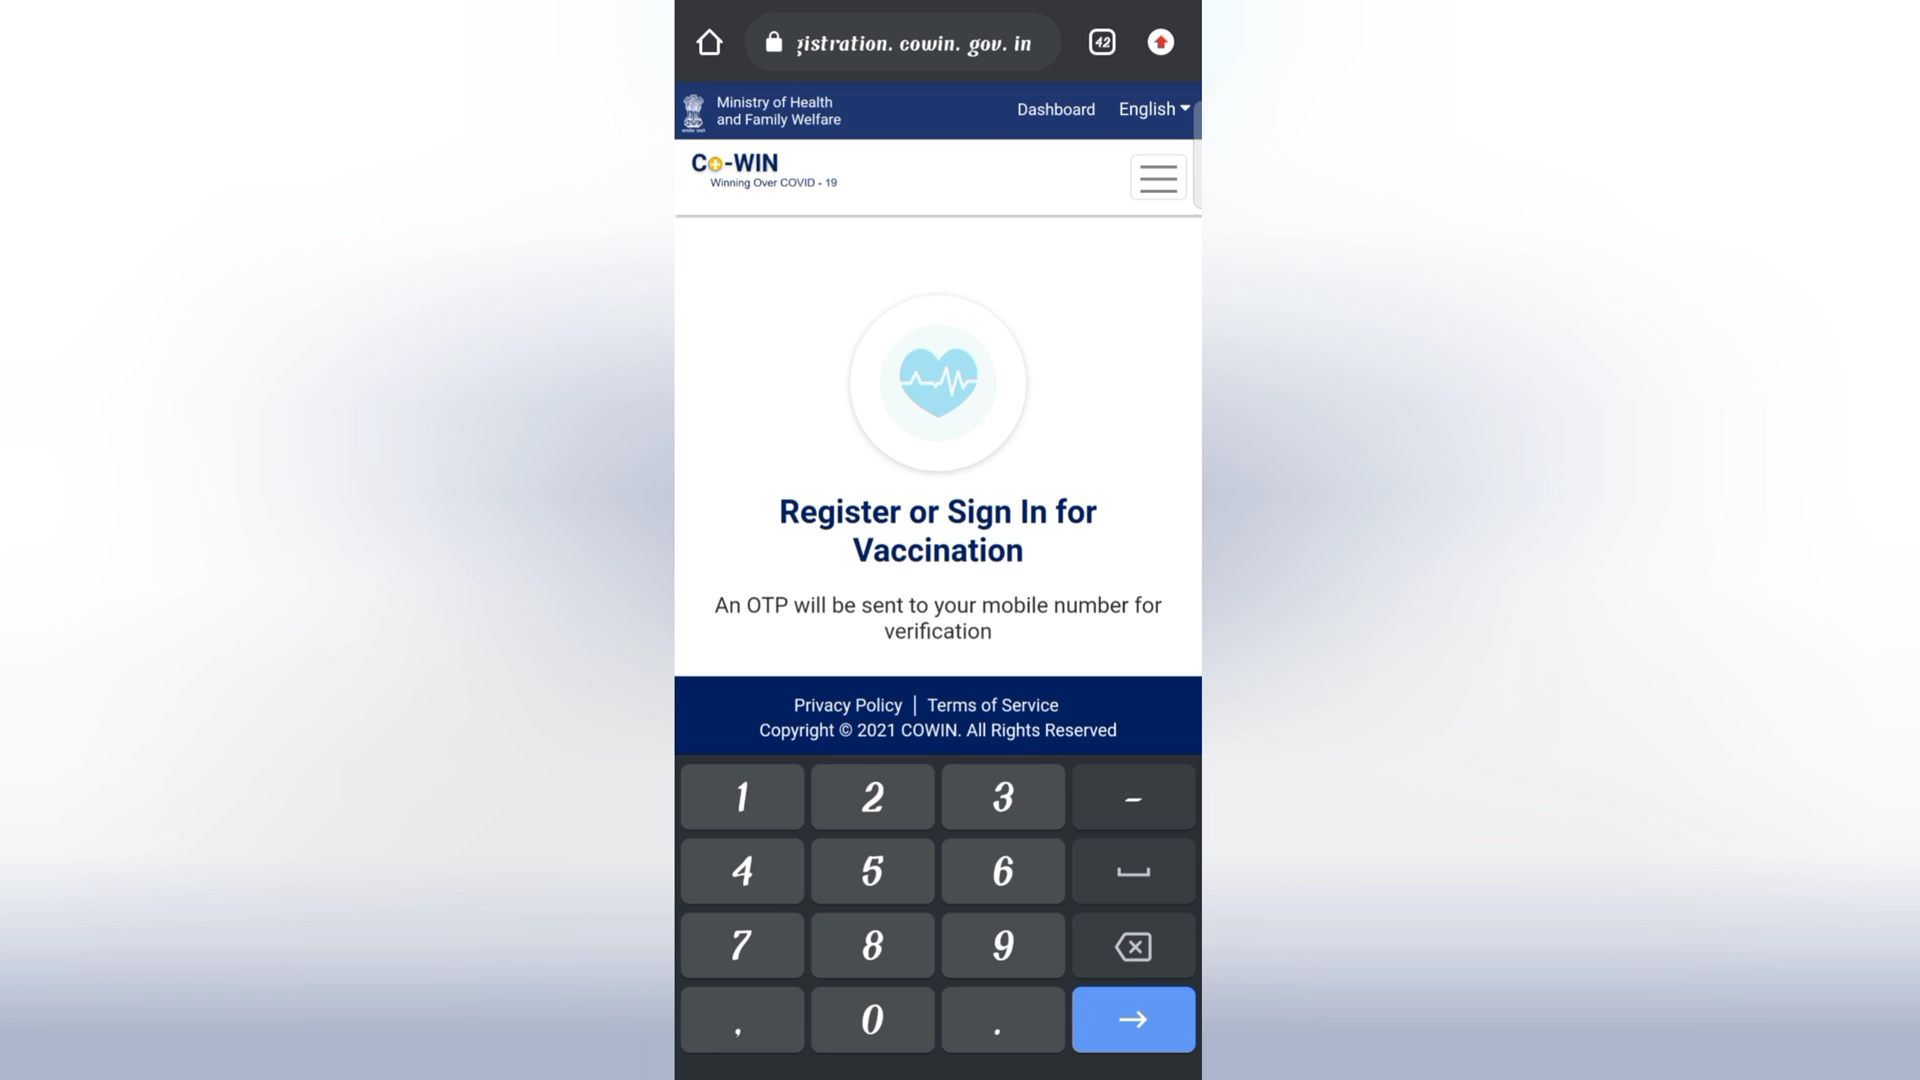 gistration. cowin. gov. in
42
Ministry of Health
and Family Welfare
Dashboard
English
Co-WIN
Winning Over COVID - 19
Register or Sign In for
Vaccination
An OTP will be sent to your mobile number for
verification
Privacy Policy | Terms of Service
Copyright © 2021 COWIN. All Rights Reserved
1 2 3 -
4 5 6
7 8 9
, 0 .